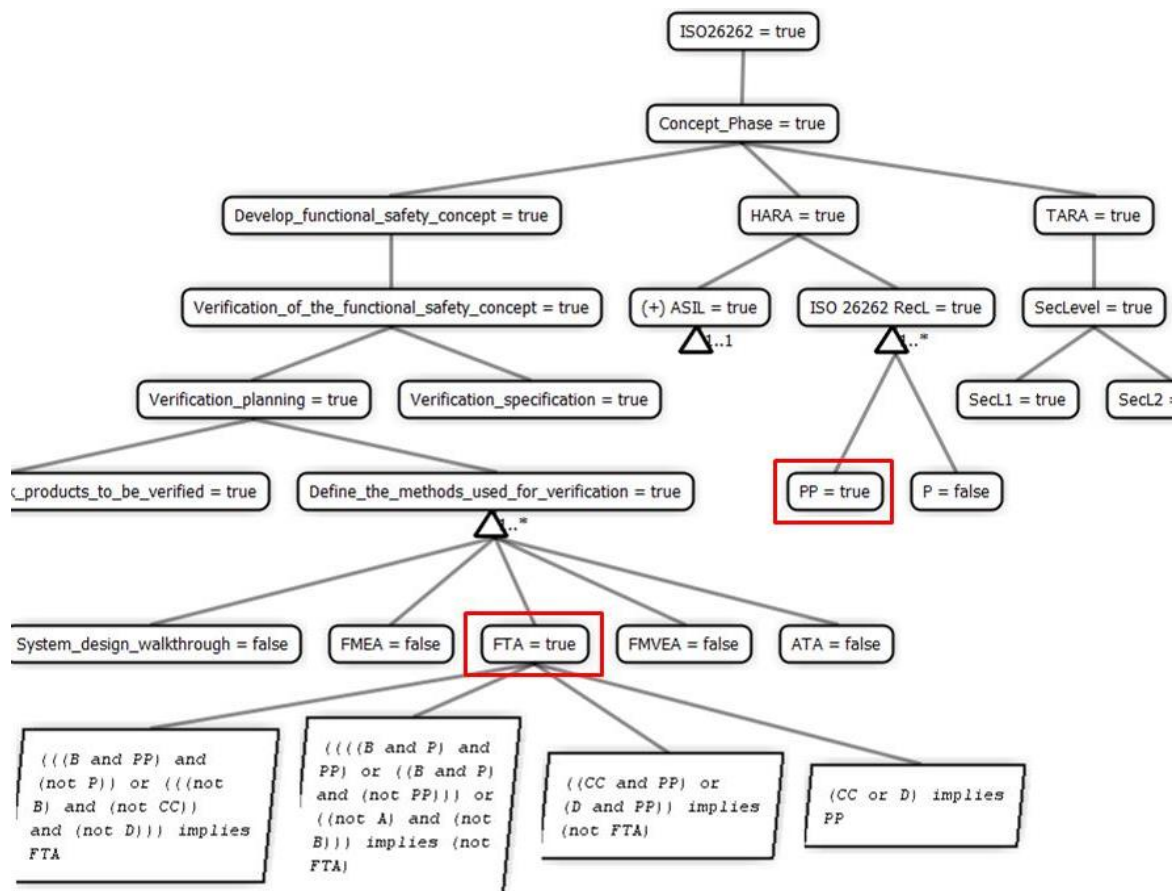 ISO26262 = true
Concept_Phase = true
Develop_functional_safety_concept = true
HARA = true
TARA = true
Verification_of_the_functional_safety_concept = true
(+) ASIL = true
ISO 26262 RecL = true
SecLevel = true
1..1
1..*
Verification_planning = true
Verification_specification = true
SecL1 = true
SecL2 =
_products_to_be_verified = true
Define_the_methods_used_for_verification = true
PP = true
P = false
1..*
System_design_walkthrough = false
FMEA = false
FTA = true
FMVEA = false
ATA = false
(((B and PP) and
(not P)) or (((not
B) and (not CC))
and (not D))) implies
FTA
((((B and P) and
PP) or ((B and P)
and (not PP))) or
((not A) and (not
B))) implies (not
FTA)
((CC and PP) or
(D and PP)) implies
(not FTA)
(CC or D) implies
PP